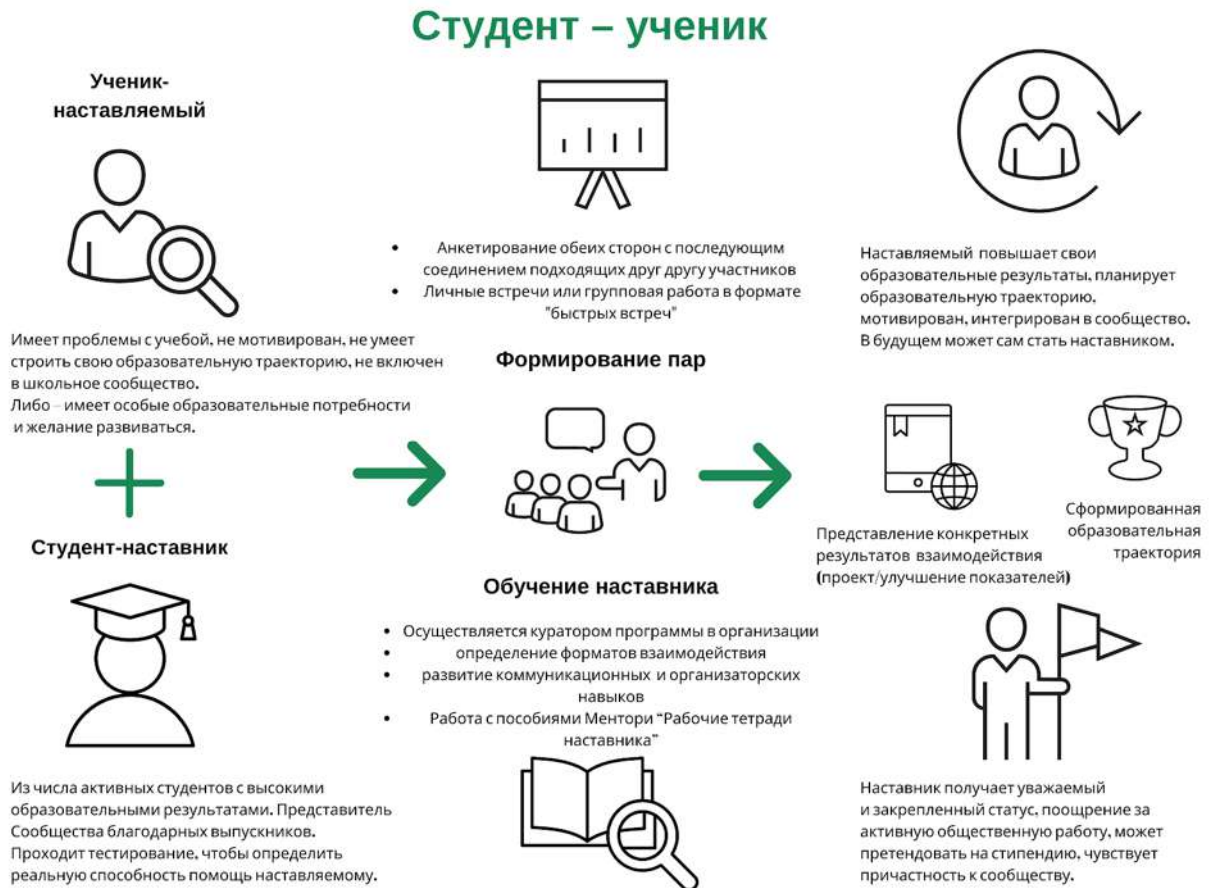 Студент – ученик
Ученик-
наставляемый
Имеет проблемы с учебой, не мотивирован, не умеет
строить свою образовательную траекторию, не включен
в школьное сообщество.
Либо – имеет особые образовательные потребности
и желание развиваться.
Студент-наставник
Из числа активных студентов с высокими
образовательными результатами. Представитель
Сообщества благодарных выпускников.
Проходит тестирование, чтобы определить
реальную способность помощь наставляемому.
• Анкетирование обеих сторон с последующим
соединением подходящих друг другу участников
• Личные встречи или групповая работа в формате
"быстрых встреч"
Формирование пар
Обучение наставника
• Осуществляется куратором программы в организации
• определение форматов взаимодействия
• развитие коммуникационных и организаторских
навыков
• Работа с пособиями Ментори “Рабочие тетради
наставника”
Наставляемый повышает свои
образовательные результаты, планирует
образовательную траекторию,
мотивирован, интегрирован в сообщество.
В будущем может сам стать наставником.
Представление конкретных
результатов взаимодействия
(проект/улучшение показателей)
Сформированная
образовательная
траектория
Наставник получает уважаемый
и закрепленный статус, поощрение за
активную общественную работу, может
претендовать на стипендию, чувствует
причастность к сообществу.